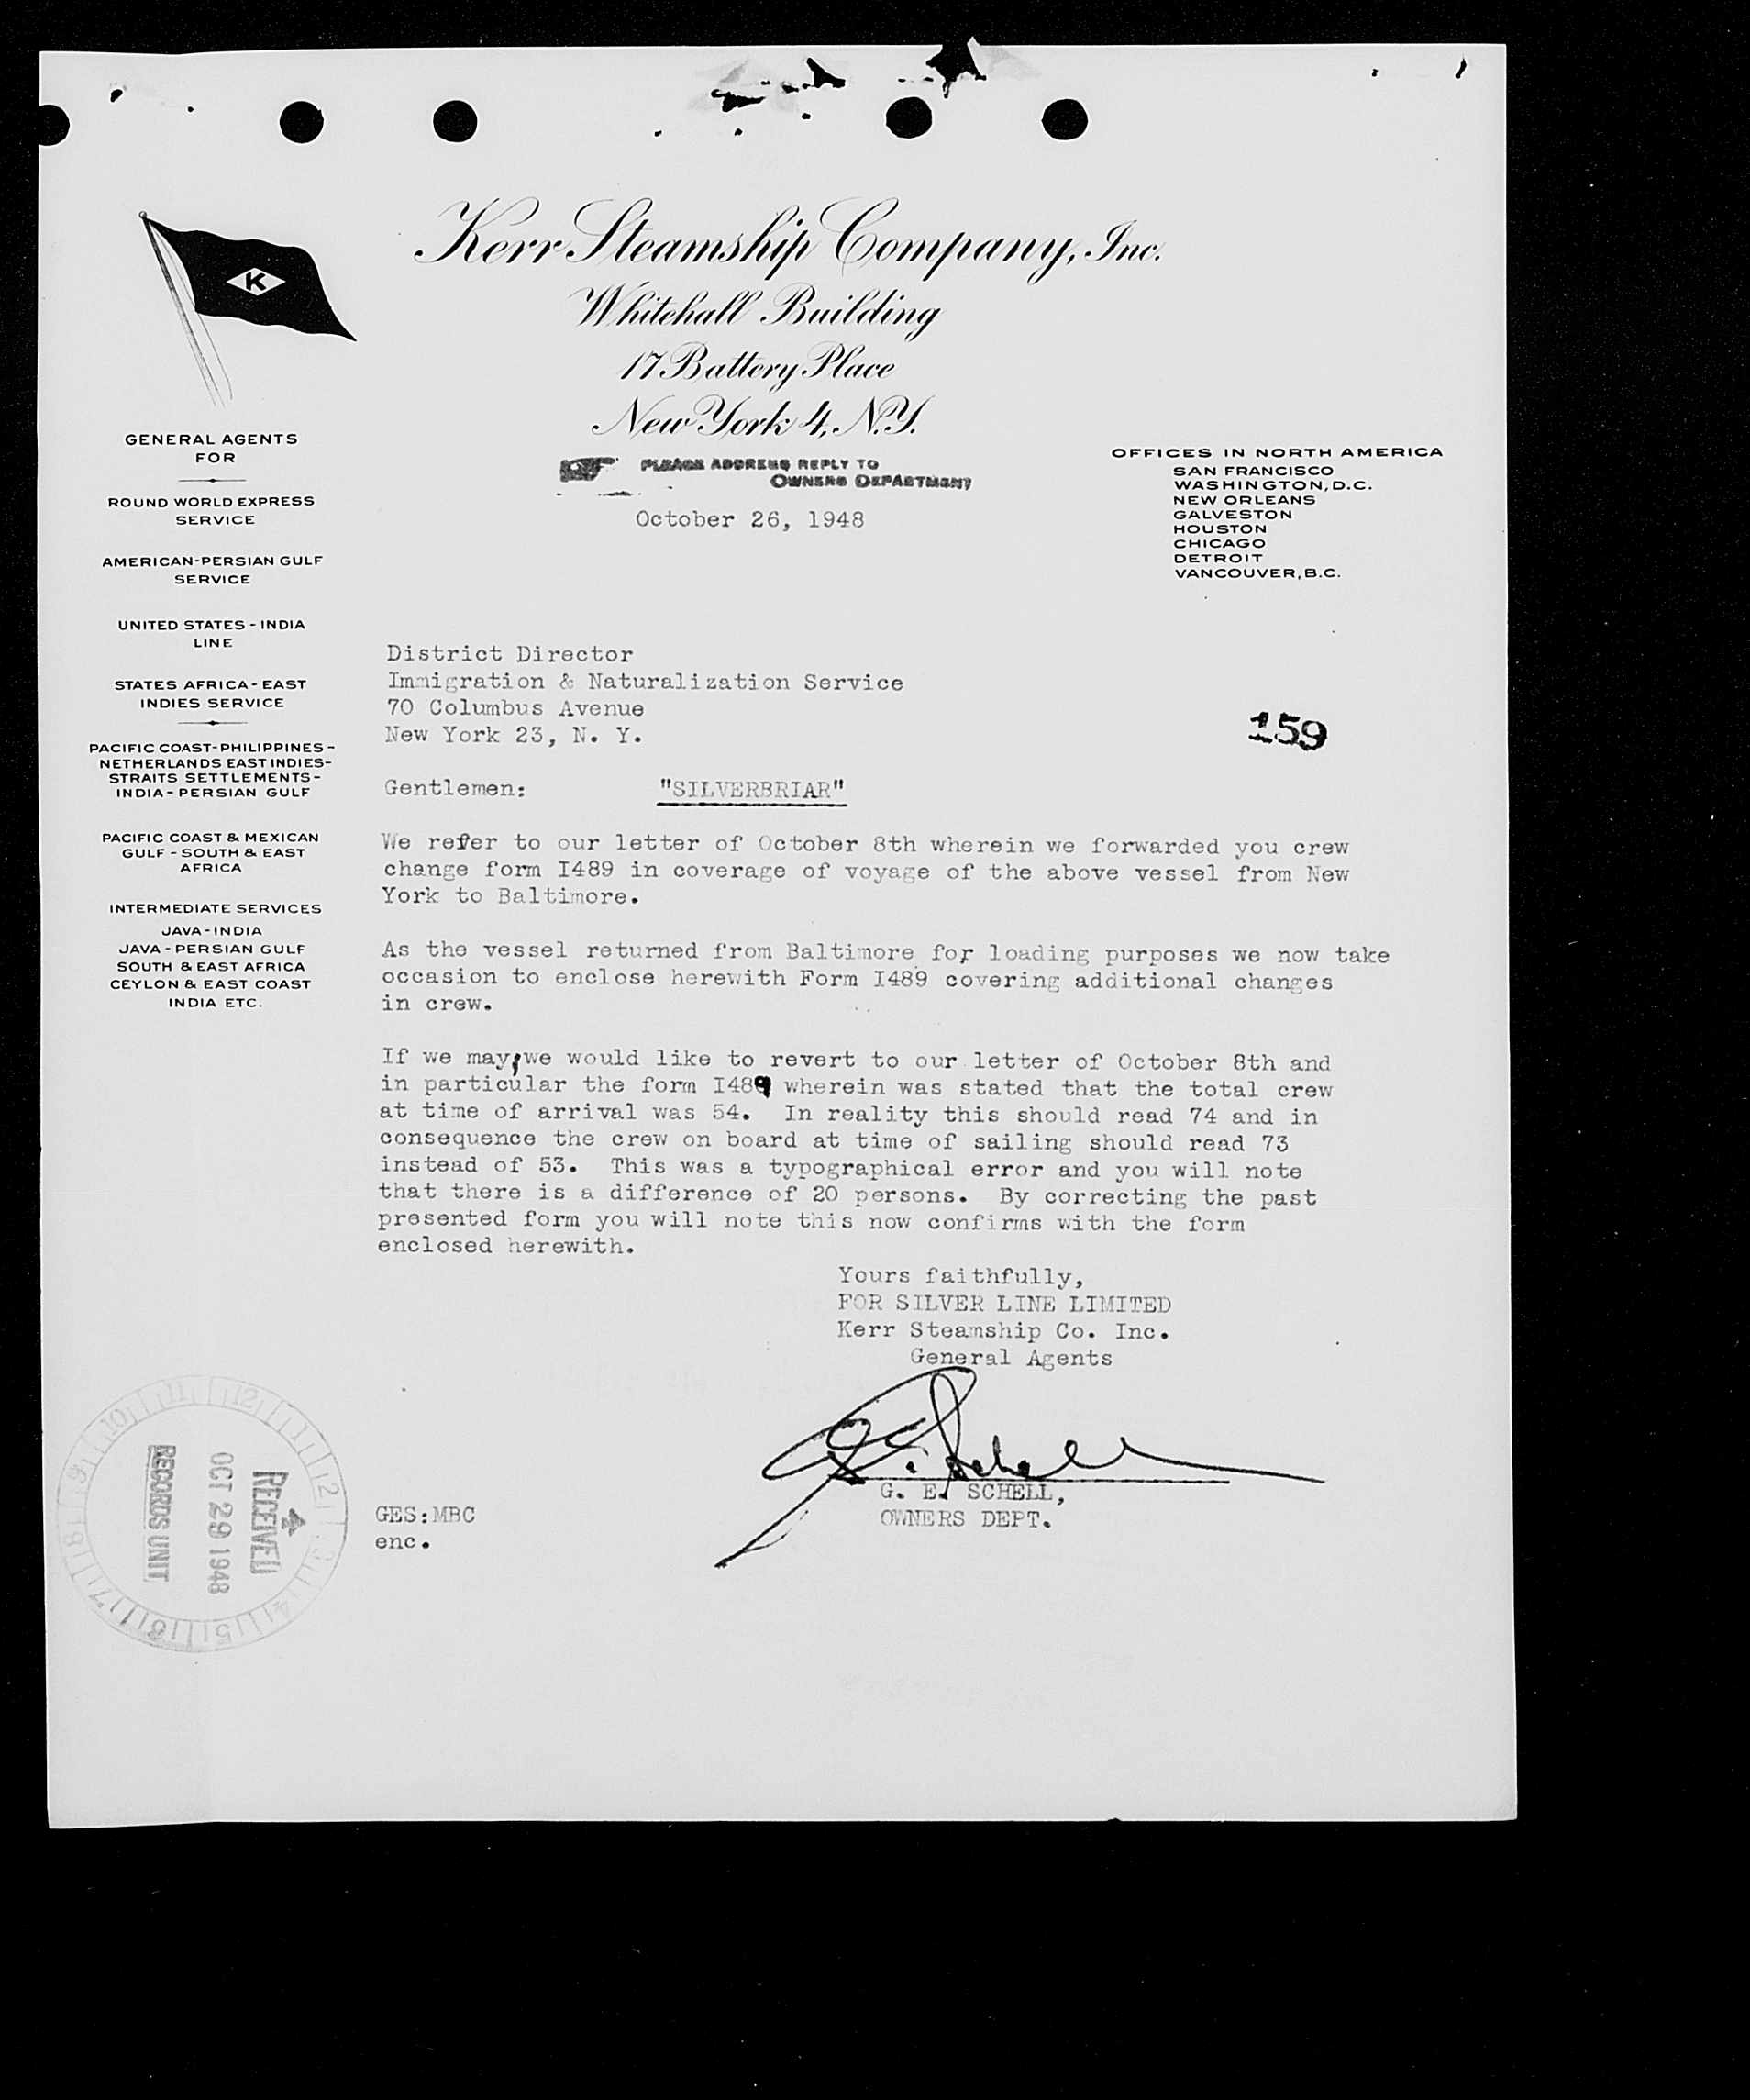 K
Kerr Steamship Company, Inc.
Whitehall Building
17 Battery Place
New York 4, N.Y.
PLEASE ADDRESS REPLY TO
OWNERS DEPARTMENT
October 26, 1948
GENERAL AGENTS
FOR
ROUND WORLD EXPRESS
SERVICE
AMERICAN-PERSIAN GULF
SERVICE
UNITED STATES - INDIA
LINE
STATES AFRICA - EAST
INDIES SERVICE
PACIFIC COAST-PHILIPPINES-
NETHERLANDS EAST INDIES-
STRAITS SETTLEMENTS-
INDIA - PERSIAN GULF
PACIFIC COAST & MEXICAN
GULF - SOUTH & EAST
AFRICA
INTERMEDIATE SERVICES
JAVA - INDIA
JAVA - PERSIAN GULF
SOUTH & EAST AFRICA
CEYLON & EAST COAST
INDIA ETC.
OFFICES IN NORTH AMERICA
SAN FRANCISCO
WASHINGTON, D.C.
NEW ORLEANS
GALVESTON
HOUSTON
CHICAGO
DETROIT
VANCOUVER, B.C.
District Director
Immigration & Naturalization Service
70 Columbus Avenue
New York 23, N. Y.
159
Gentlemen: "SILVERBRIAR"
We refer to our letter of October 8th wherein we forwarded you crew
change form I489 in coverage of voyage of the above vessel from New
York to Baltimore.
As the vessel returned from Baltimore for loading purposes we now take
occasion to enclose herewith Form I489 covering additional changes
in crew.
If we may, we would like to revert to our letter of October 8th and
in particular the form I489 wherein was stated that the total crew
at time of arrival was 54. In reality this should read 74 and in
consequence the crew on board at time of sailing should read 73
instead of 53. This was a typographical error and you will note
that there is a difference of 20 persons. By correcting the past
presented form you will note this now confirms with the form
enclosed herewith.
Yours faithfully,
FOR SILVER LINE LIMITED
Kerr Steamship Co. Inc.
General Agents
G. E. Schell
G. E. SCHELL,
OWNERS DEPT.
GES:MBC
enc.
RECEIVED
OCT 29 1948
RECORDS UNIT
12 1 2 3 4 5 6 7 8 9 10 11